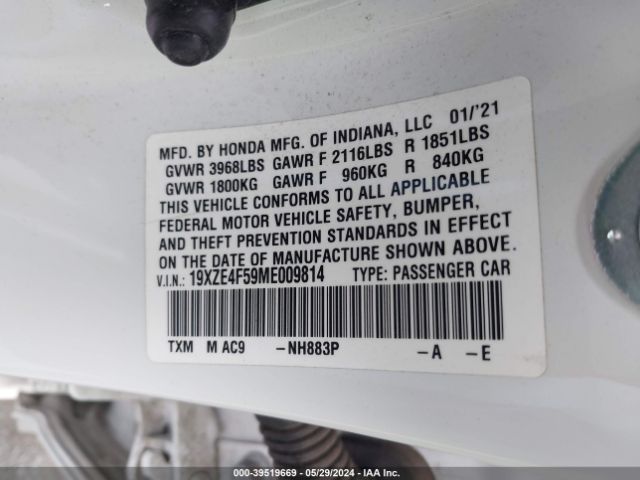 MFD. BY HONDA MFG. OF INDIANA, LLC 01/'21
GVWR 3968LBS GAWR F 2116LBS R 1851LBS
GVWR 1800KG GAWR F 960KG R 840KG
THIS VEHICLE CONFORMS TO ALL APPLICABLE
FEDERAL MOTOR VEHICLE SAFETY, BUMPER,
AND THEFT PREVENTION STANDARDS IN EFFECT
ON THE DATE OF MANUFACTURE SHOWN ABOVE.
V.I.N.: 19XZE4F59ME009814 TYPE: PASSENGER CAR
TXM M AC9 -NH883P -A -E
000-39519669 - 05/29/2024 - IAA Inc.